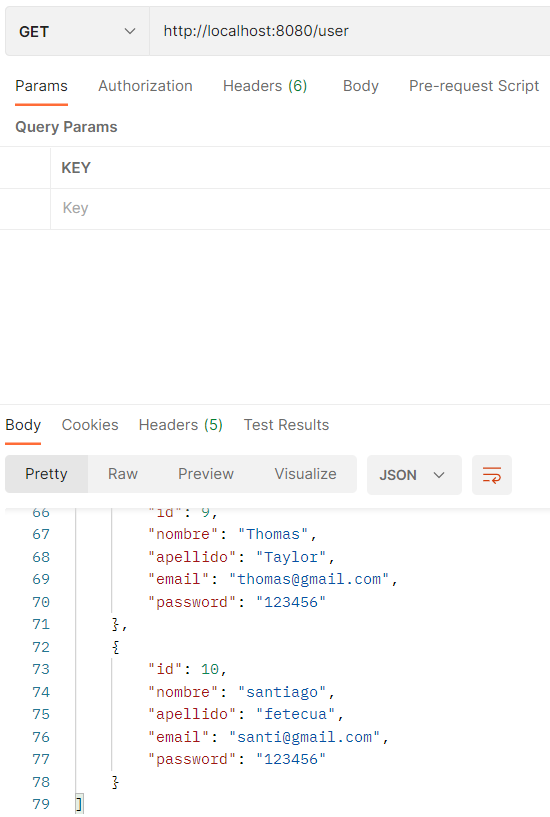 GET http://localhost:8080/user
Params Authorization Headers (6) Body Pre-request Script
Query Params
KEY
Key
Body Cookies Headers (5) Test Results
Pretty Raw Preview Visualize JSON
66 "id": 9,
67 "nombre": "Thomas",
68 "apellido": "Taylor",
69 "email": "thomas@gmail.com",
70 "password": "123456"
71 },
72 {
73 "id": 10,
74 "nombre": "santiago",
75 "apellido": "fetecua",
76 "email": "santi@gmail.com",
77 "password": "123456"
78 }
79 ]